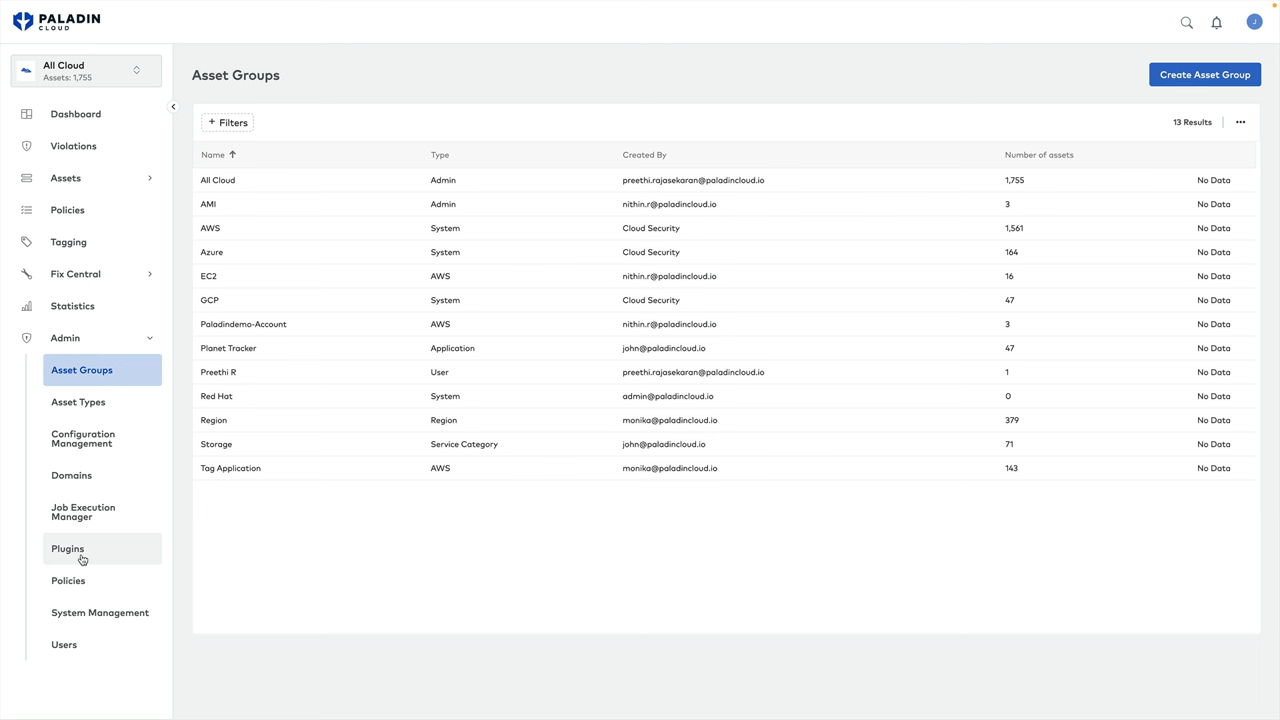 PALADIN
CLOUD
J
All Cloud
Assets: 1,755
Dashboard
Violations
Assets
Policies
Tagging
Fix Central
Statistics
Admin
Asset Groups
Asset Types
Configuration
Management
Domains
Job Execution
Manager
Plugins
Policies
System Management
Users
Asset Groups
Create Asset Group
+ Filters
13 Results
Name Type Created By Number of assets
All Cloud Admin preethi.rajasekaran@paladincloud.io 1,755 No Data
AMI Admin nithin.r@paladincloud.io 3 No Data
AWS System Cloud Security 1,561 No Data
Azure System Cloud Security 164 No Data
EC2 AWS nithin.r@paladincloud.io 16 No Data
GCP System Cloud Security 47 No Data
Paladindemo-Account AWS nithin.r@paladincloud.io 3 No Data
Planet Tracker Application john@paladincloud.io 47 No Data
Preethi R User preethi.rajasekaran@paladincloud.io 1 No Data
Red Hat System admin@paladincloud.io 0 No Data
Region Region monika@paladincloud.io 379 No Data
Storage Service Category john@paladincloud.io 71 No Data
Tag Application AWS monika@paladincloud.io 143 No Data